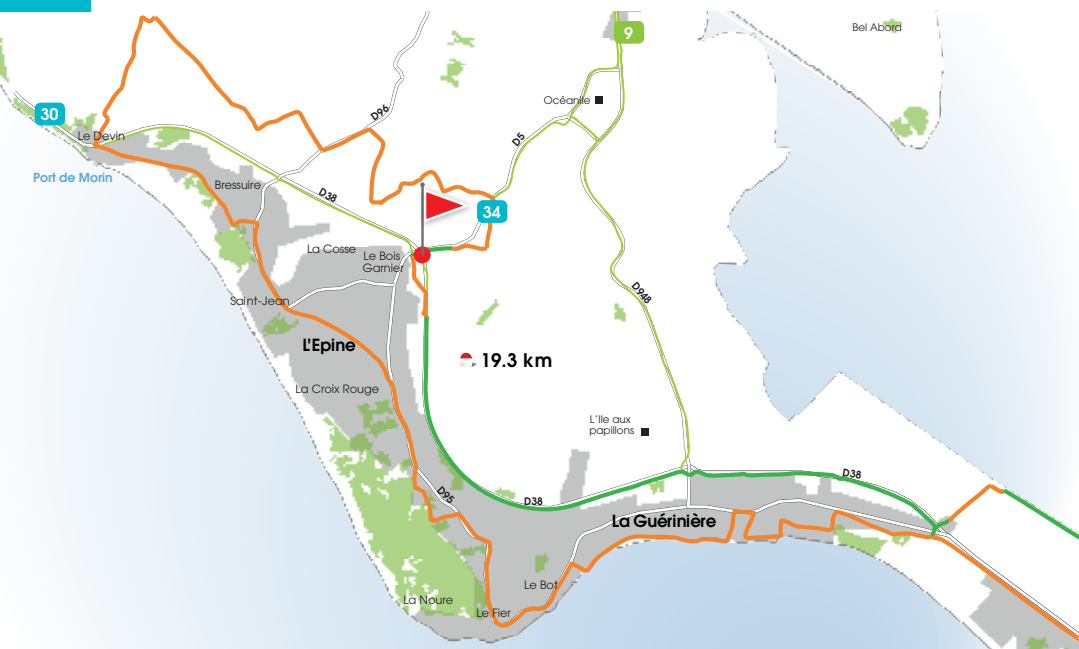 9
Bel Abord
Océanile
30
D96
Le Devin
D5
Port de Morin
Bressuire
D38
34
La Cosse
Le Bois
Garnier
Saint-Jean
D948
L'Epine
19.3 km
La Croix Rouge
L'Ile aux
papillons
D38
D95
D38
La Guérinière
Le Bot
La Noure
Le Fier